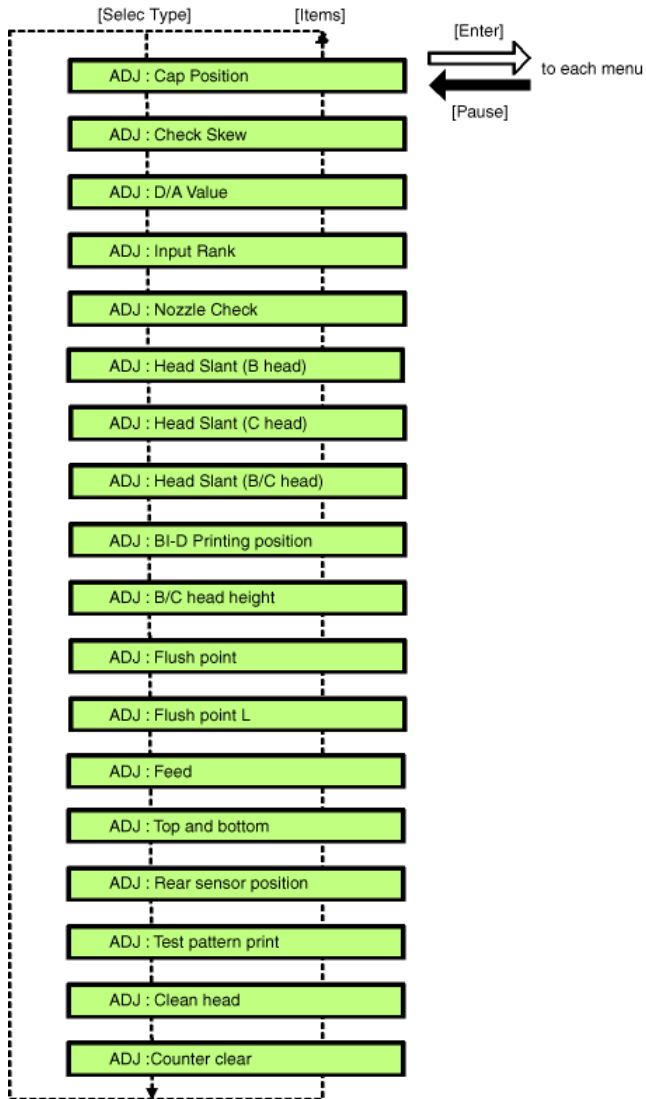 [Selec Type]
[Items]
[Enter]
to each menu
[Pause]
ADJ : Cap Position
ADJ : Check Skew
ADJ : D/A Value
ADJ : Input Rank
ADJ : Nozzle Check
ADJ : Head Slant (B head)
ADJ : Head Slant (C head)
ADJ : Head Slant (B/C head)
ADJ : BI-D Printing position
ADJ : B/C head height
ADJ : Flush point
ADJ : Flush point L
ADJ : Feed
ADJ : Top and bottom
ADJ : Rear sensor position
ADJ : Test pattern print
ADJ : Clean head
ADJ :Counter clear